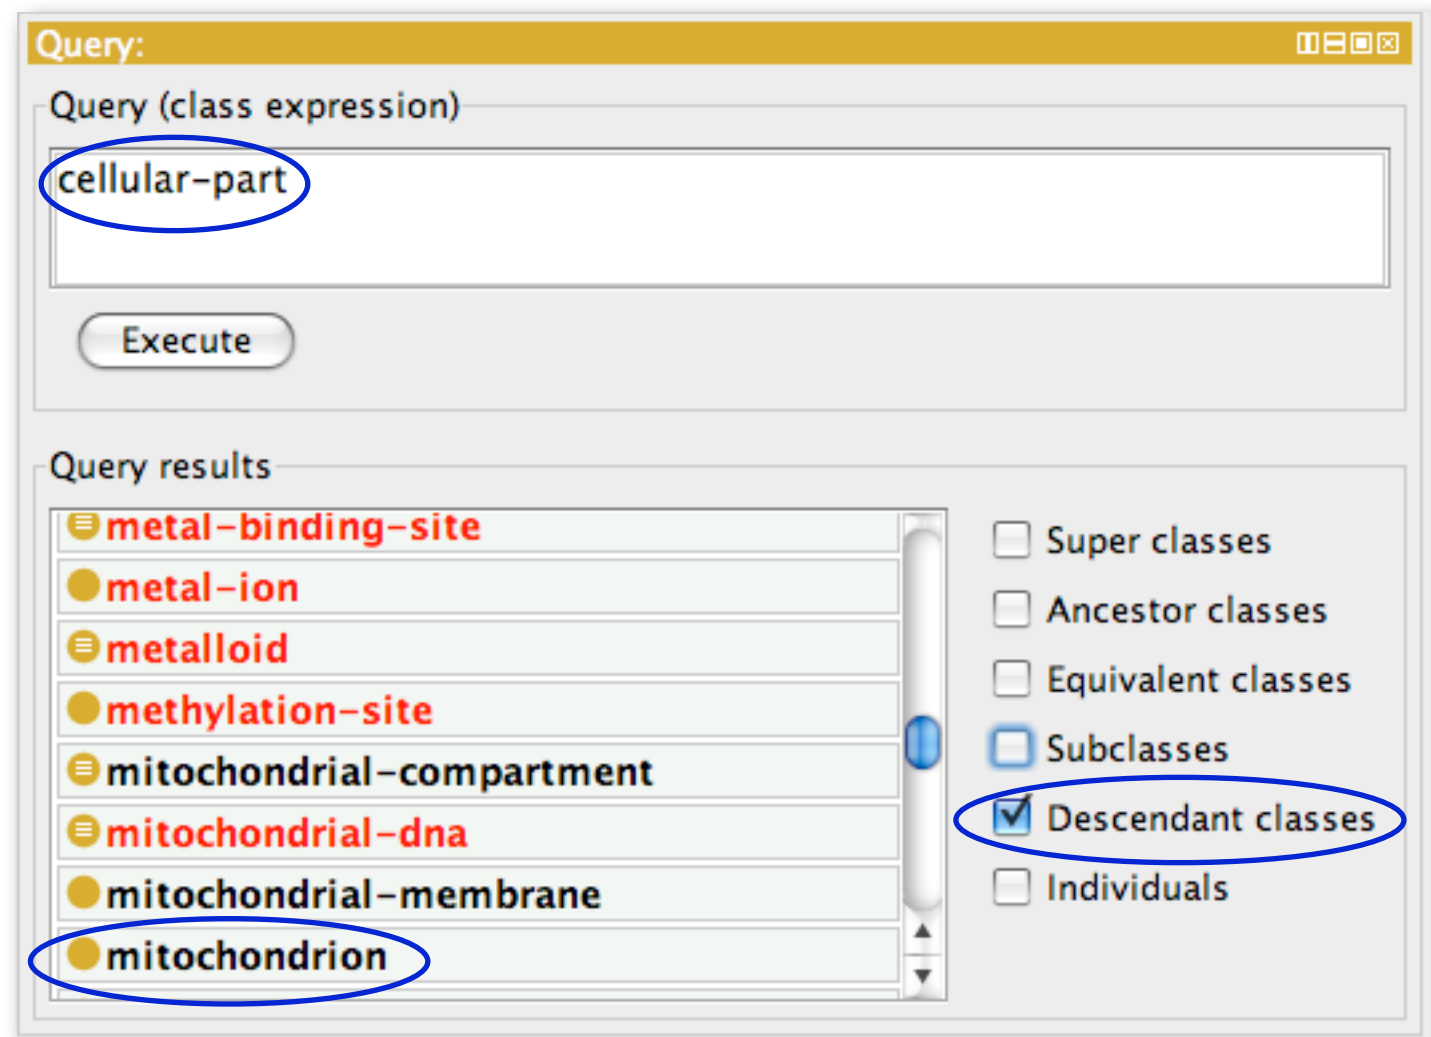 Query:
Query (class expression)
cellular-part
Execute
Query results
metal-binding-site
metal-ion
metalloid
methylation-site
mitochondrial-compartment
mitochondrial-dna
mitochondrial-membrane
mitochondrion
Super classes
Ancestor classes
Equivalent classes
Subclasses
Descendant classes
Individuals